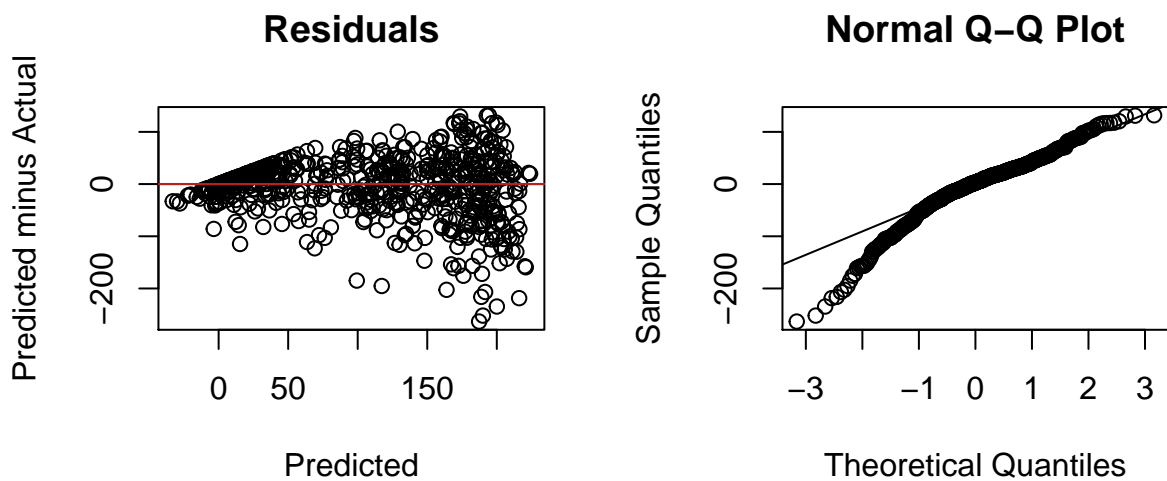 Residuals
Predicted minus Actual
0
−200
0
50
150
Predicted
Normal Q−Q Plot
Sample Quantiles
0
−200
−3
−1
0
1
2
3
Theoretical Quantiles